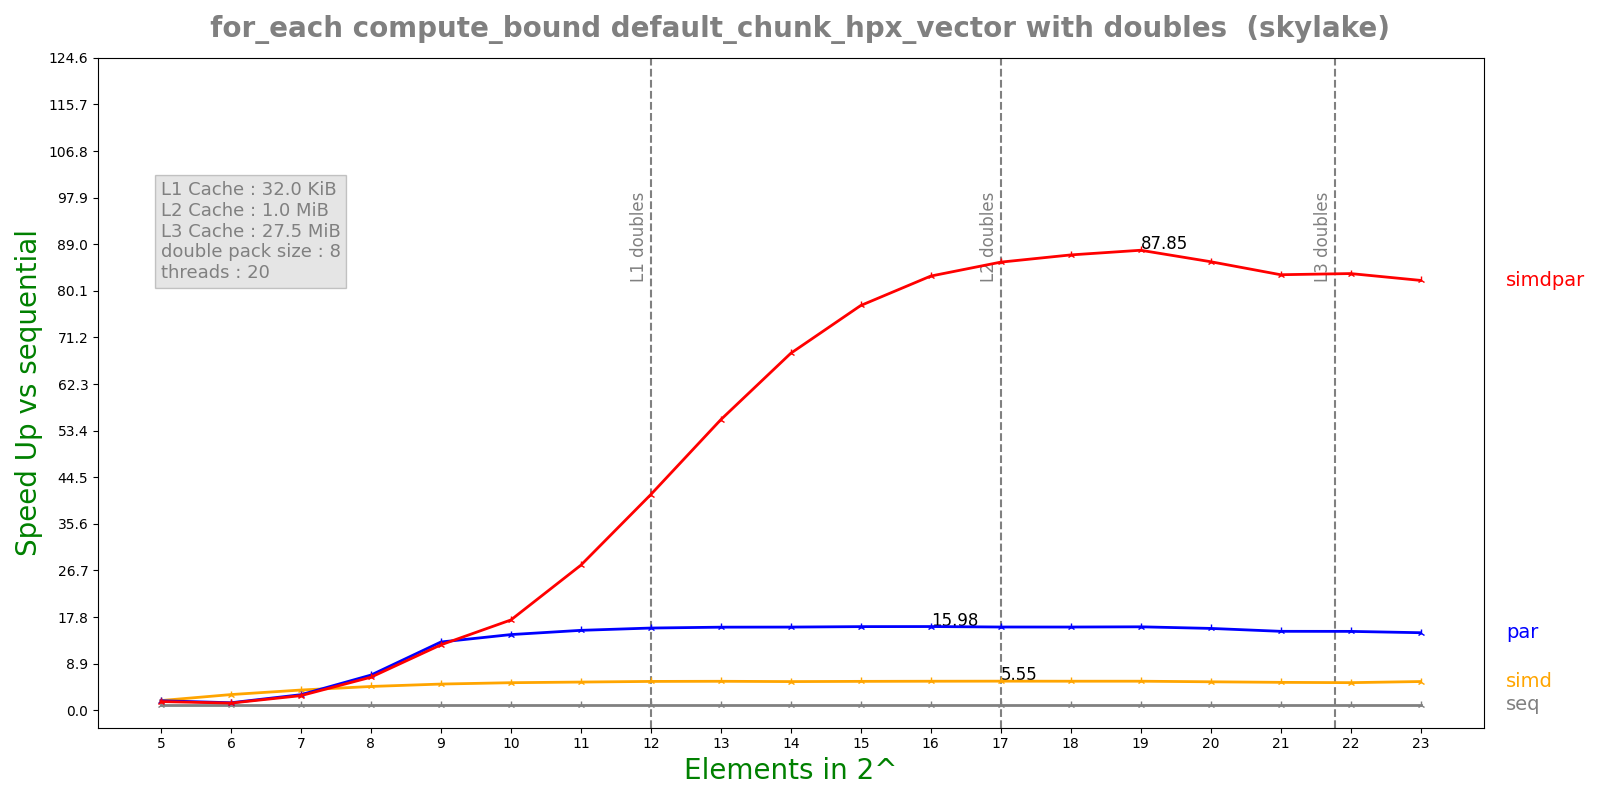 for_each compute_bound default_chunk_hpx_vector with doubles  (skylake)
Speed Up vs sequential
124.6
115.7
106.8
97.9
89.0
80.1
71.2
62.3
53.4
44.5
35.6
26.7
17.8
8.9
0.0
L1 Cache : 32.0 KiB
L2 Cache : 1.0 MiB
L3 Cache : 27.5 MiB
double pack size : 8
threads : 20
L1 doubles
L2 doubles
L3 doubles
87.85
15.98
5.55
simdpar
par
simd
seq
5 6 7 8 9 10 11 12 13 14 15 16 17 18 19 20 21 22 23
Elements in 2^